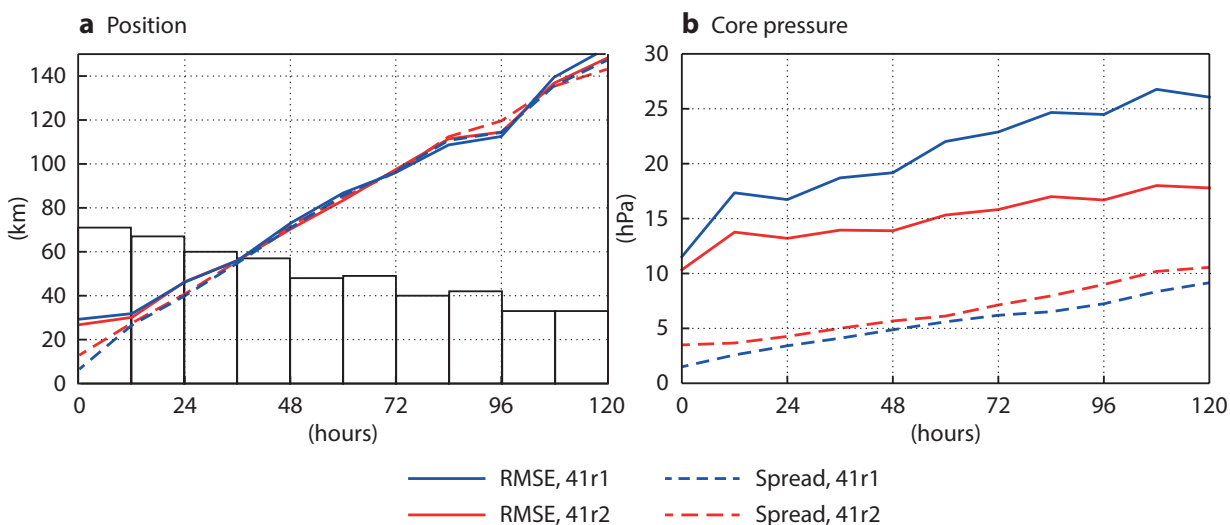 a Position
140
120
100
80
60
40
20
0
(km)
0 24 48 72 96 120
(hours)
b Core pressure
30
25
20
15
10
5
0
(hPa)
0 24 48 72 96 120
(hours)
RMSE, 41r1 Spread, 41r1
RMSE, 41r2 Spread, 41r2